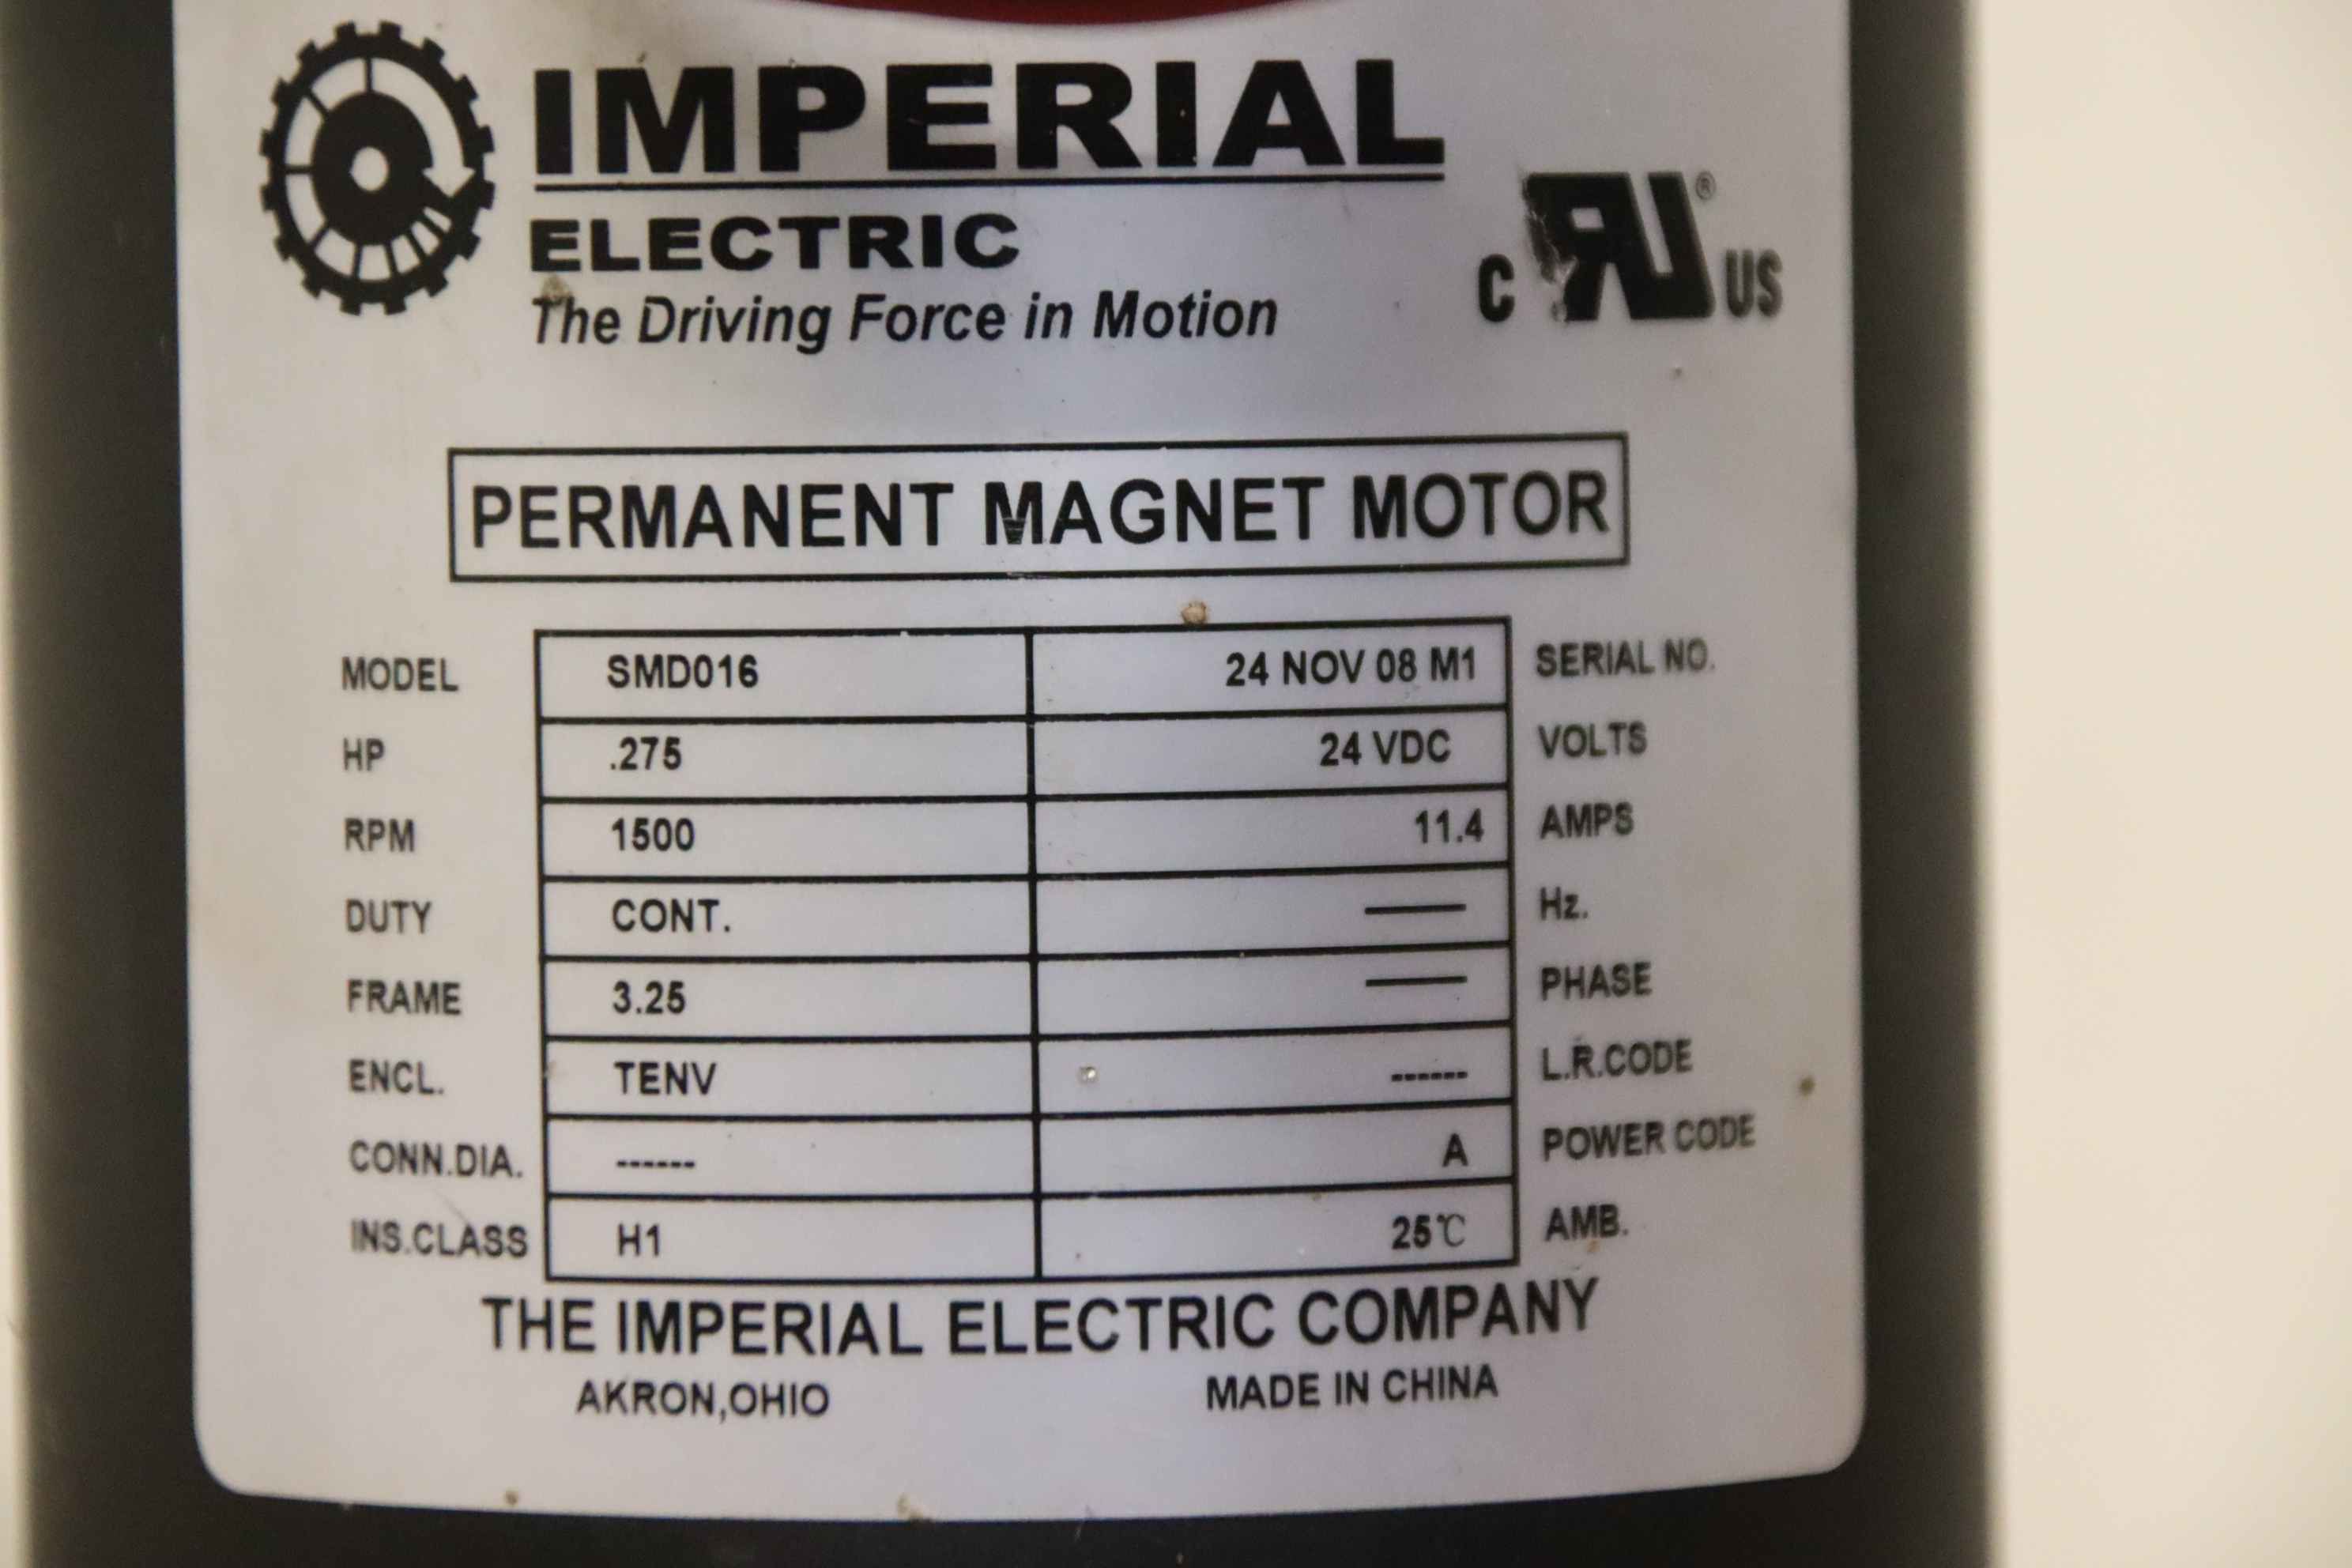 IMPERIAL
ELECTRIC
The Driving Force in Motion
C RU ® US
PERMANENT MAGNET MOTOR
MODEL SMD016 24 NOV 08 M1 SERIAL NO.
HP .275 24 VDC VOLTS
RPM 1500 11.4 AMPS
DUTY CONT. —— Hz.
FRAME 3.25 —— PHASE
ENCL. TENV ------ L.R.CODE
CONN.DIA. ------ A POWER CODE
INS.CLASS H1 25℃ AMB.
THE IMPERIAL ELECTRIC COMPANY
AKRON,OHIO MADE IN CHINA